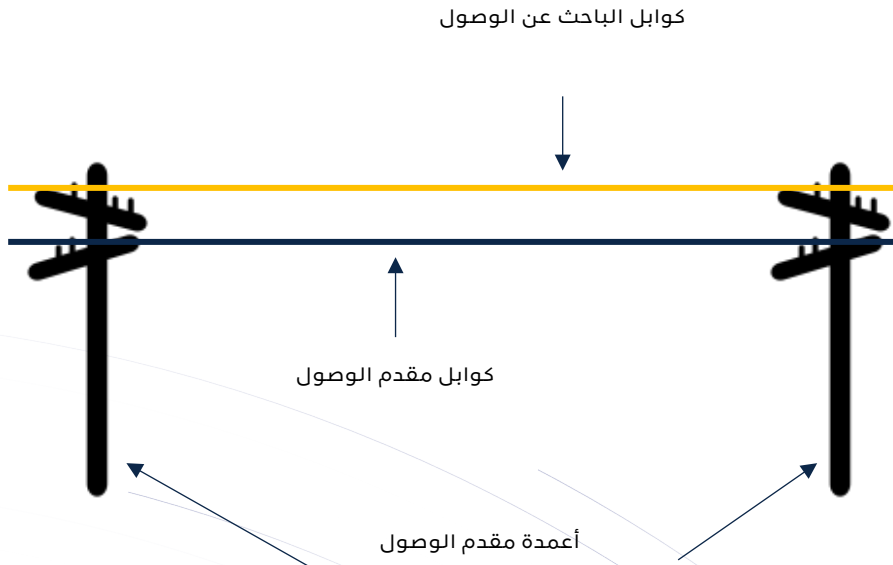 كوابل الباحث عن الوصول
كوابل مقدم الوصول
أعمدة مقدم الوصول